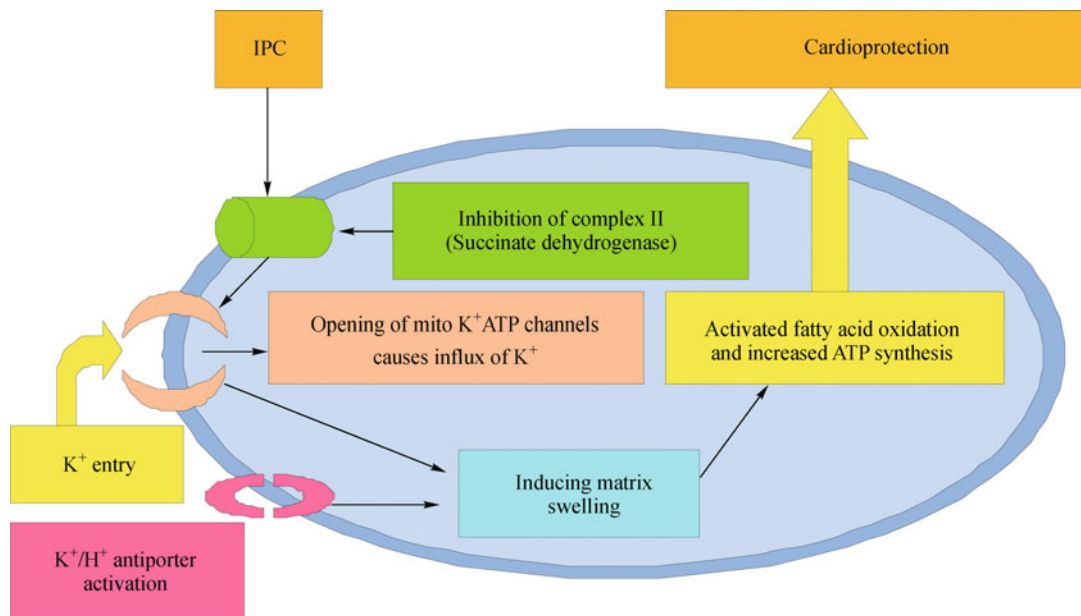 IPC
Cardioprotection
Inhibition of complex II
(Succinate dehydrogenase)
Opening of mito K⁺ATP channels
causes influx of K⁺
Activated fatty acid oxidation
and increased ATP synthesis
K⁺ entry
Inducing matrix
swelling
K⁺/H⁺ antiporter
activation